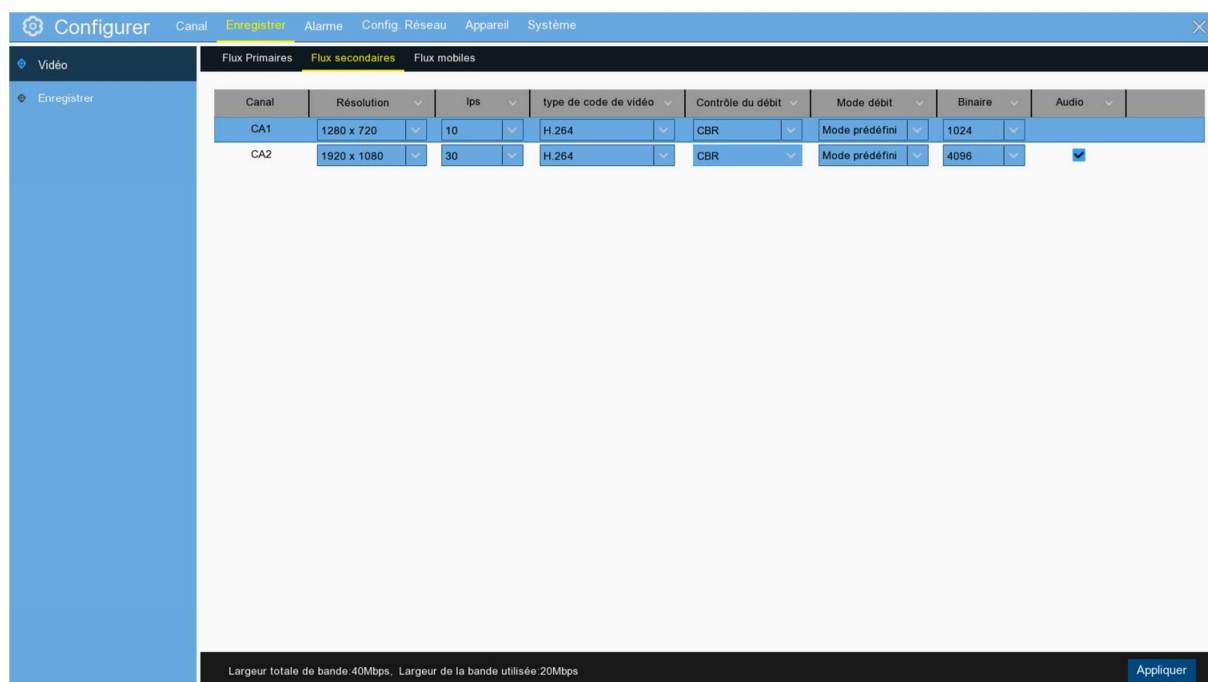 Configurer Canal Enregistrer Alarme Config. Réseau Appareil Système
Vidéo
Enregistrer
Flux Primaires Flux secondaires Flux mobiles
Canal Résolution Ips type de code de vidéo Contrôle du débit Mode débit Binaire Audio
CA1 1280 x 720 10 H.264 CBR Mode prédéfini 1024
CA2 1920 x 1080 30 H.264 CBR Mode prédéfini 4096
Largeur totale de bande:40Mbps, Largeur de la bande utilisée:20Mbps
Appliquer